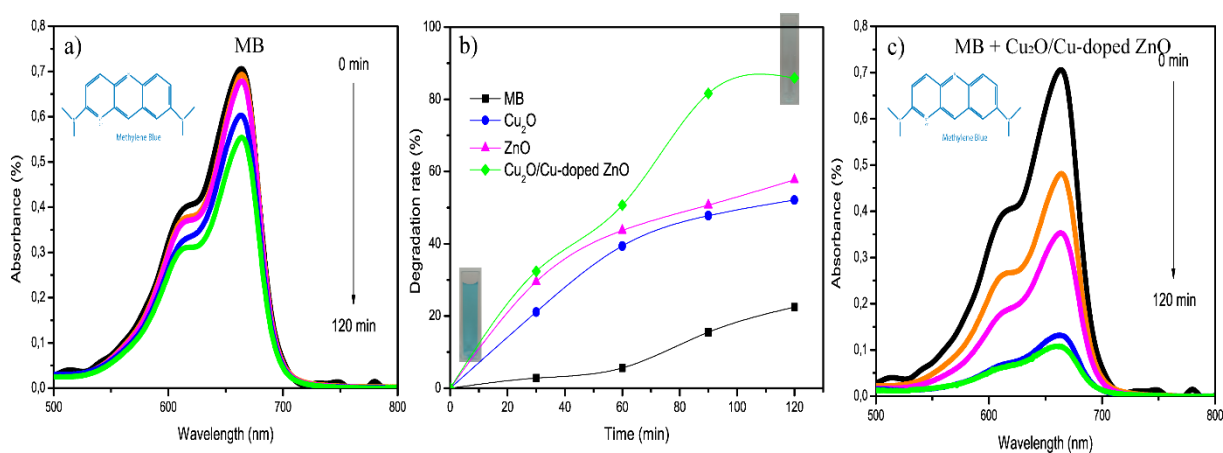 a)
MB
0 min
120 min
Methylene Blue
Absorbance (%)
0,8
0,7
0,6
0,5
0,4
0,3
0,2
0,1
0,0
500
600
700
800
Wavelength (nm)
b)
MB
Cu₂O
ZnO
Cu₂O/Cu-doped ZnO
Degradation rate (%)
100
80
60
40
20
0
0
20
40
60
80
100
120
Time (min)
c)
MB + Cu₂O/Cu-doped ZnO
0 min
120 min
Methylene Blue
Absorbance (%)
0,8
0,7
0,6
0,5
0,4
0,3
0,2
0,1
0,0
500
600
700
800
Wavelength (nm)